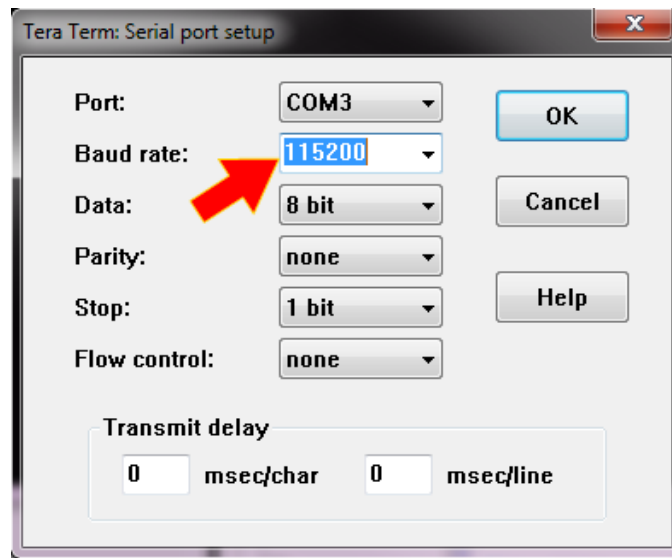 Tera Term: Serial port setup
Port: COM3 OK
Baud rate: 115200
Data: 8 bit Cancel
Parity: none
Stop: 1 bit Help
Flow control: none
Transmit delay
0 msec/char 0 msec/line